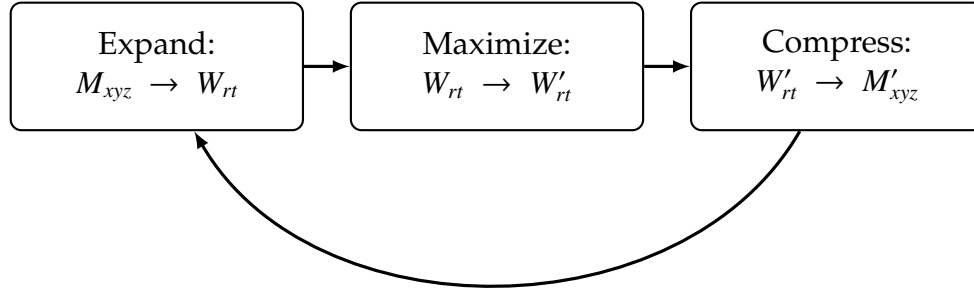 Expand:
M_xyz → W_rt
Maximize:
W_rt → W′_rt
Compress:
W′_rt → M′_xyz